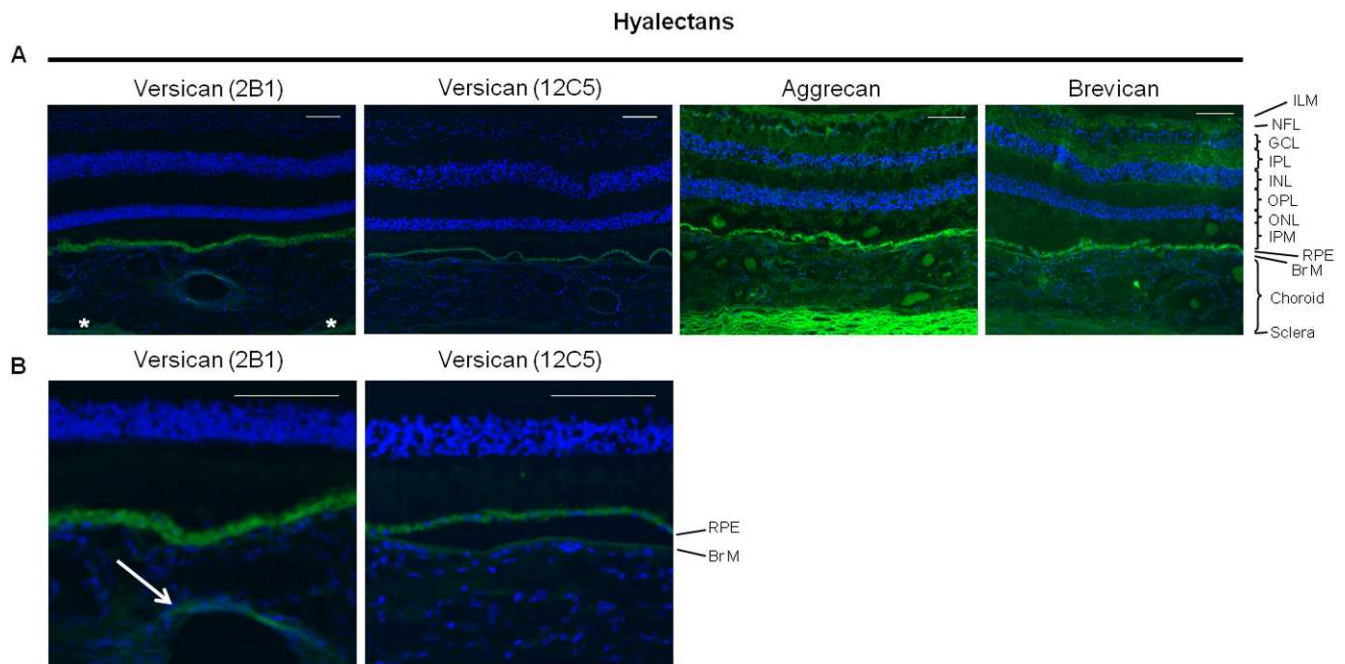 Hyalectans
A
Versican (2B1) Versican (12C5) Aggrecan Brevican
ILM
NFL
GCL
IPL
INL
OPL
ONL
IPM
RPE
BrM
Choroid
Sclera
* *
B
Versican (2B1) Versican (12C5)
RPE
BrM